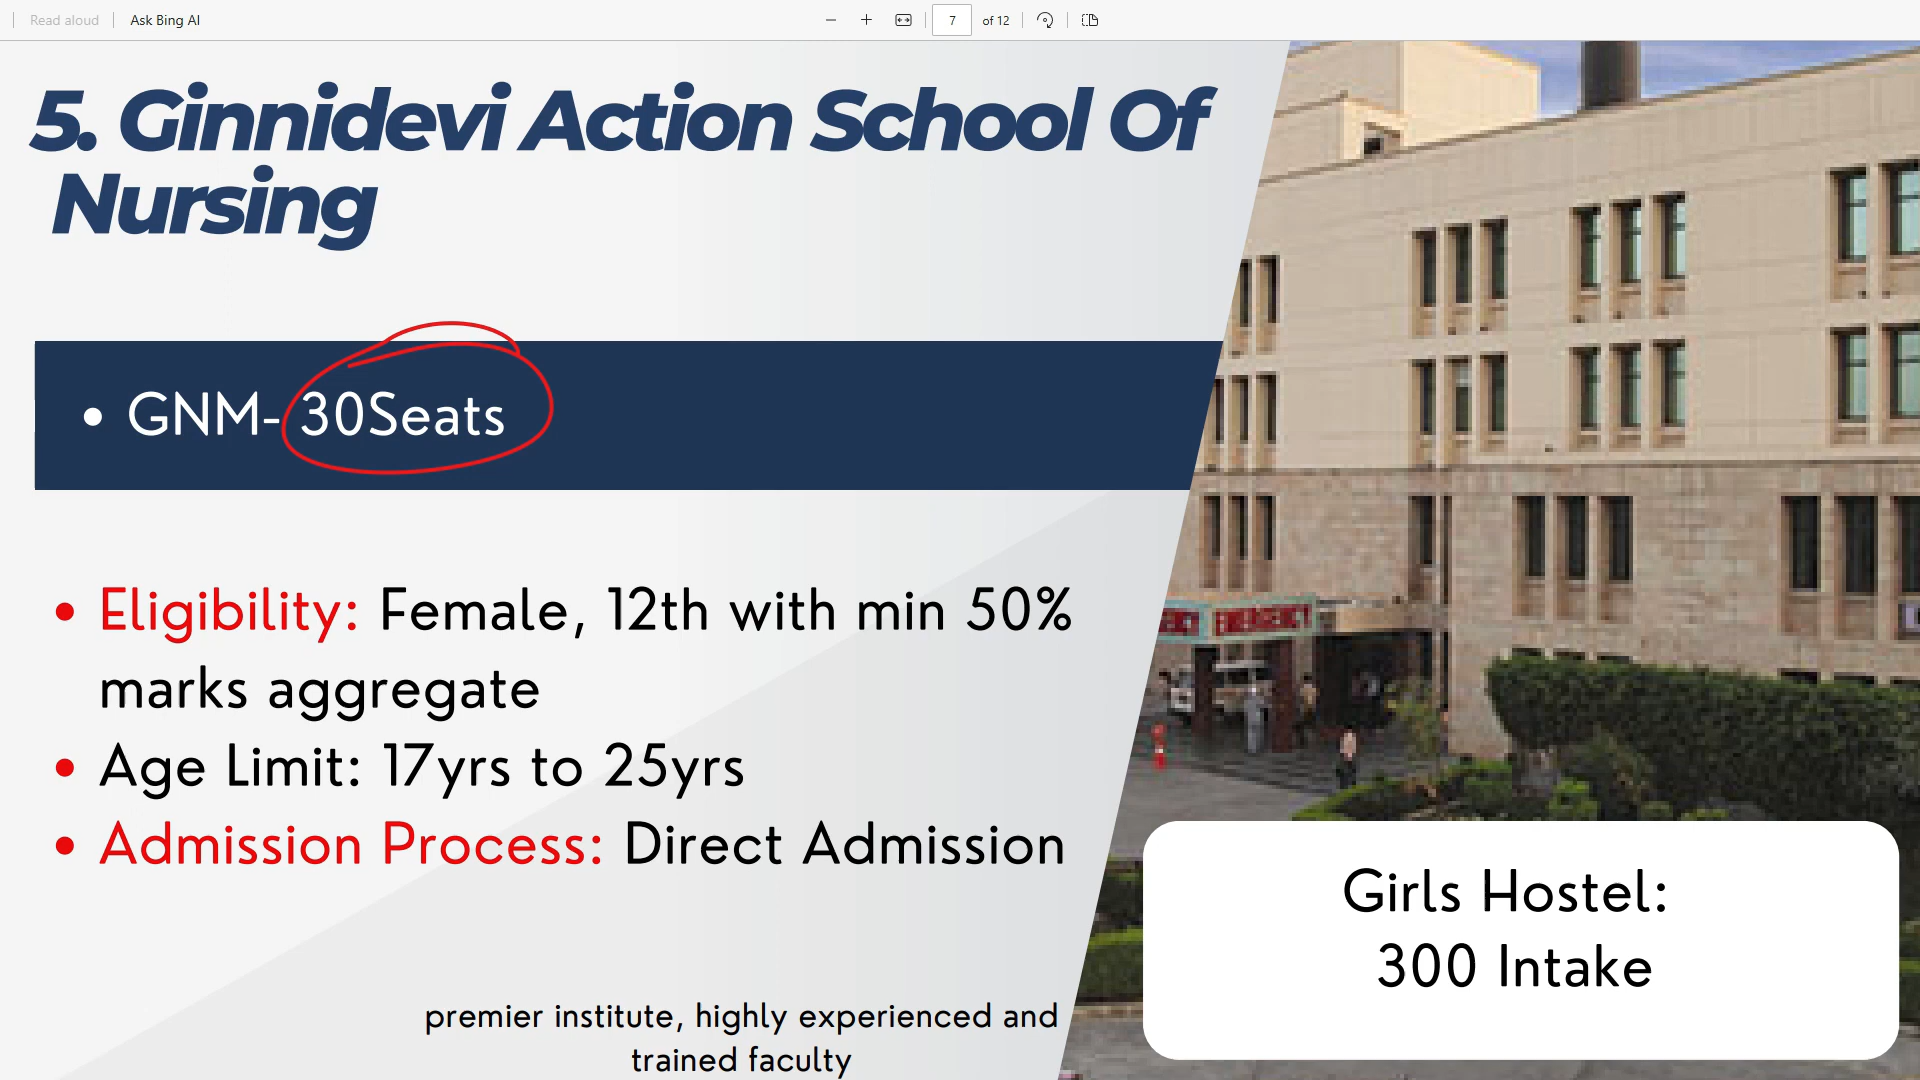 Read aloud
Ask Bing AI
7 of 12
5. Ginnidevi Action School Of
Nursing
• GNM- 30Seats
• Eligibility: Female, 12th with min 50%
marks aggregate
• Age Limit: 17yrs to 25yrs
• Admission Process: Direct Admission
premier institute, highly experienced and
trained faculty
EMERGENCY
Girls Hostel:
300 Intake